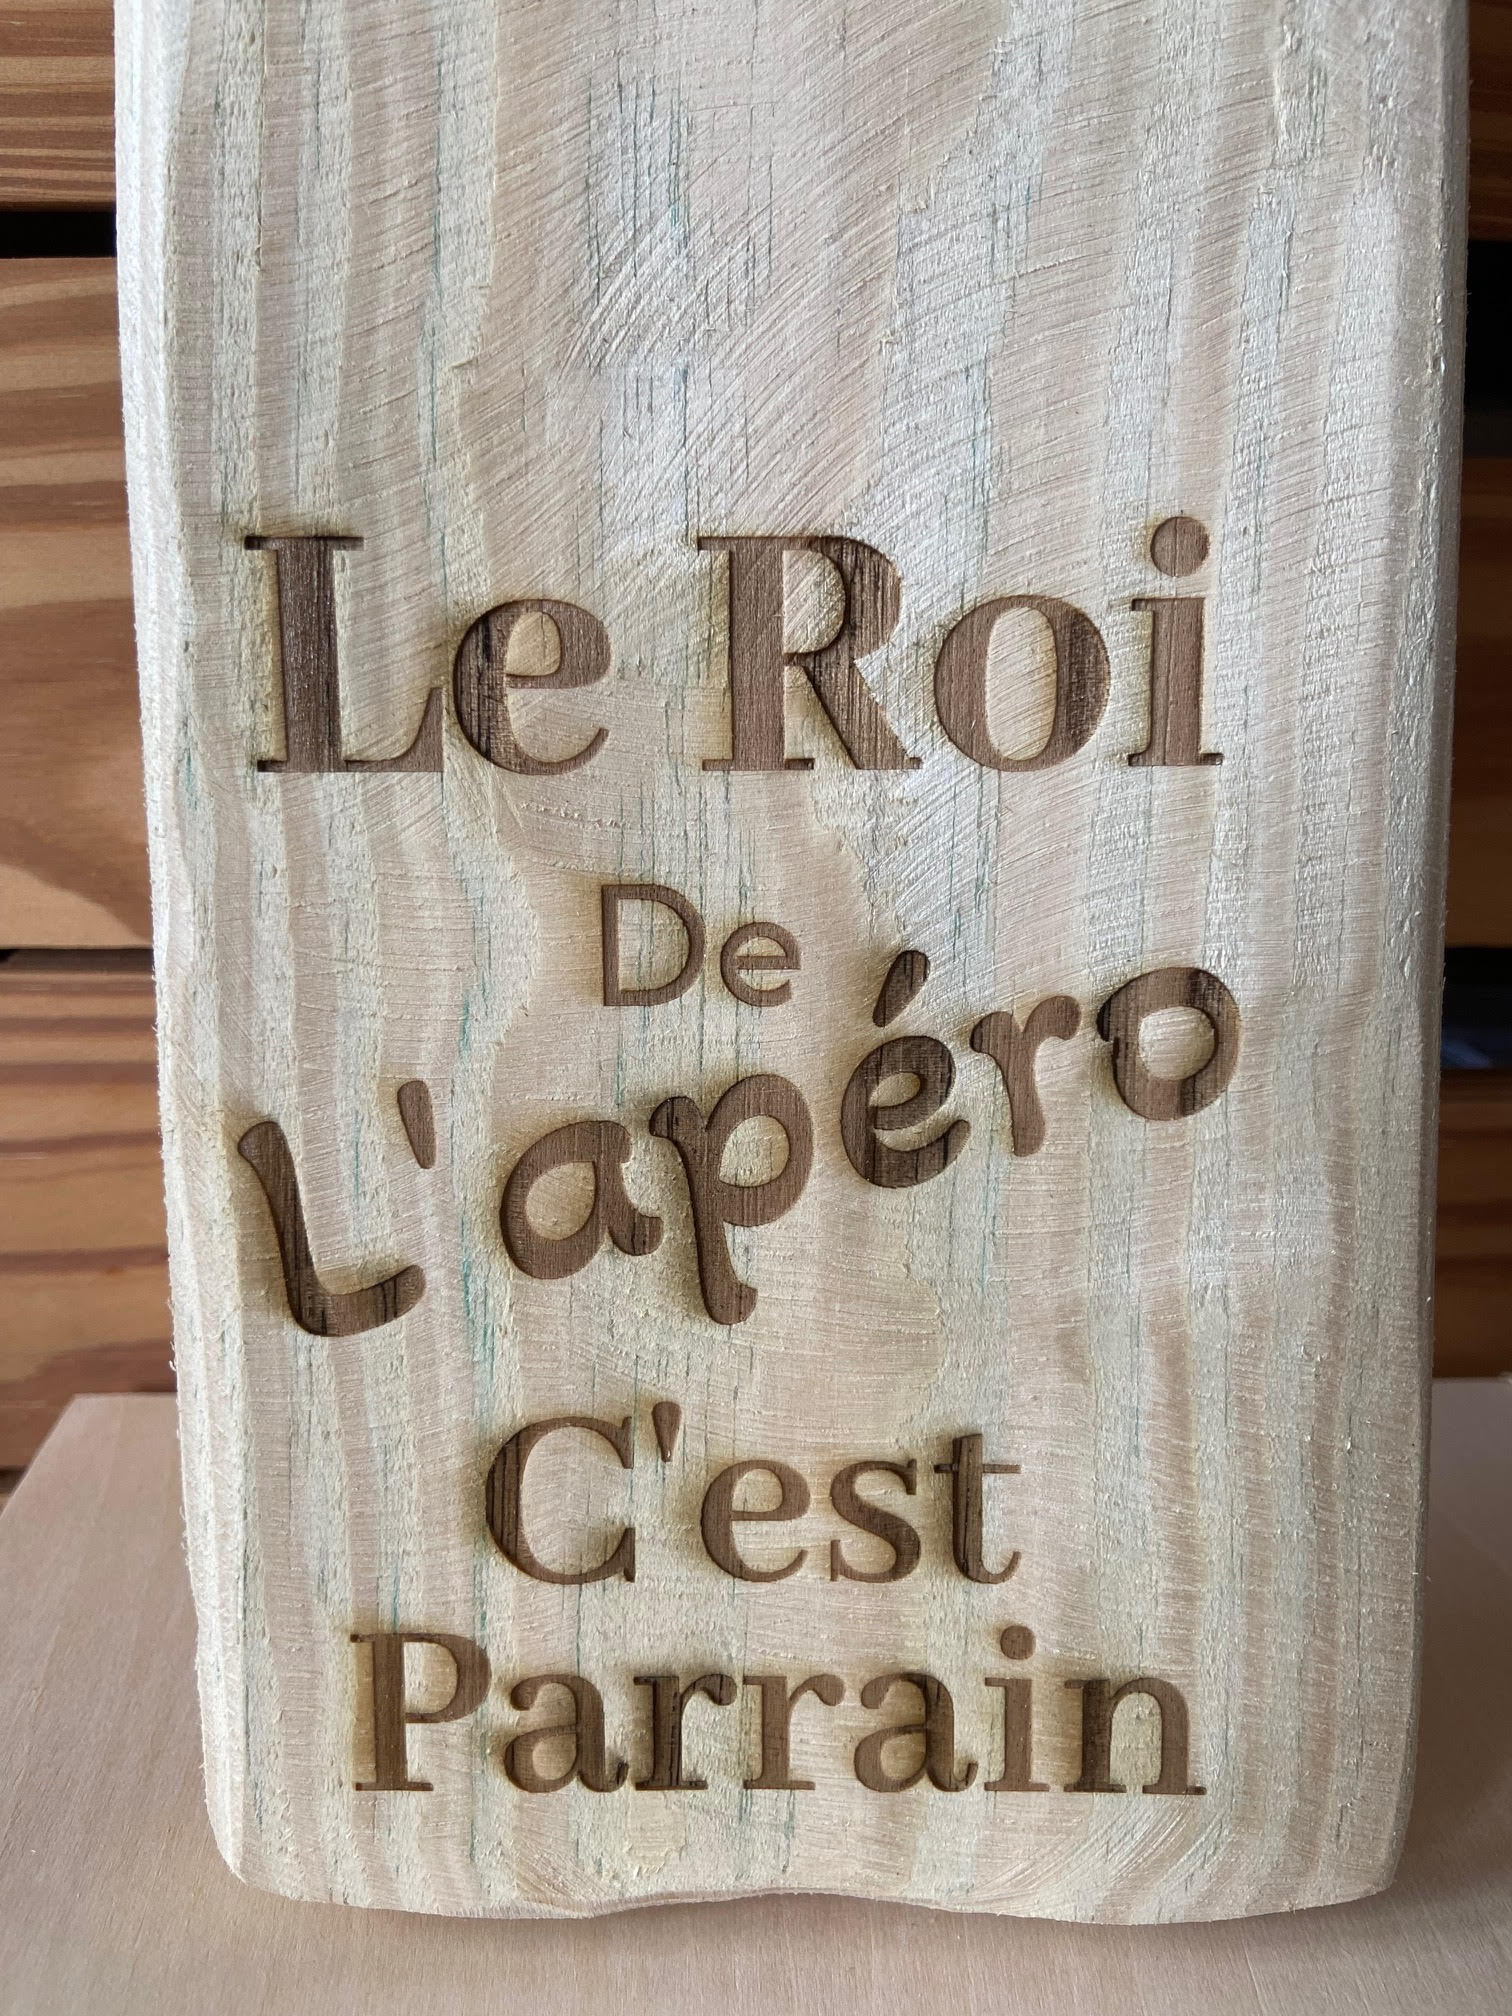 Le Roi
De
L'apéro
C'est
Parrain